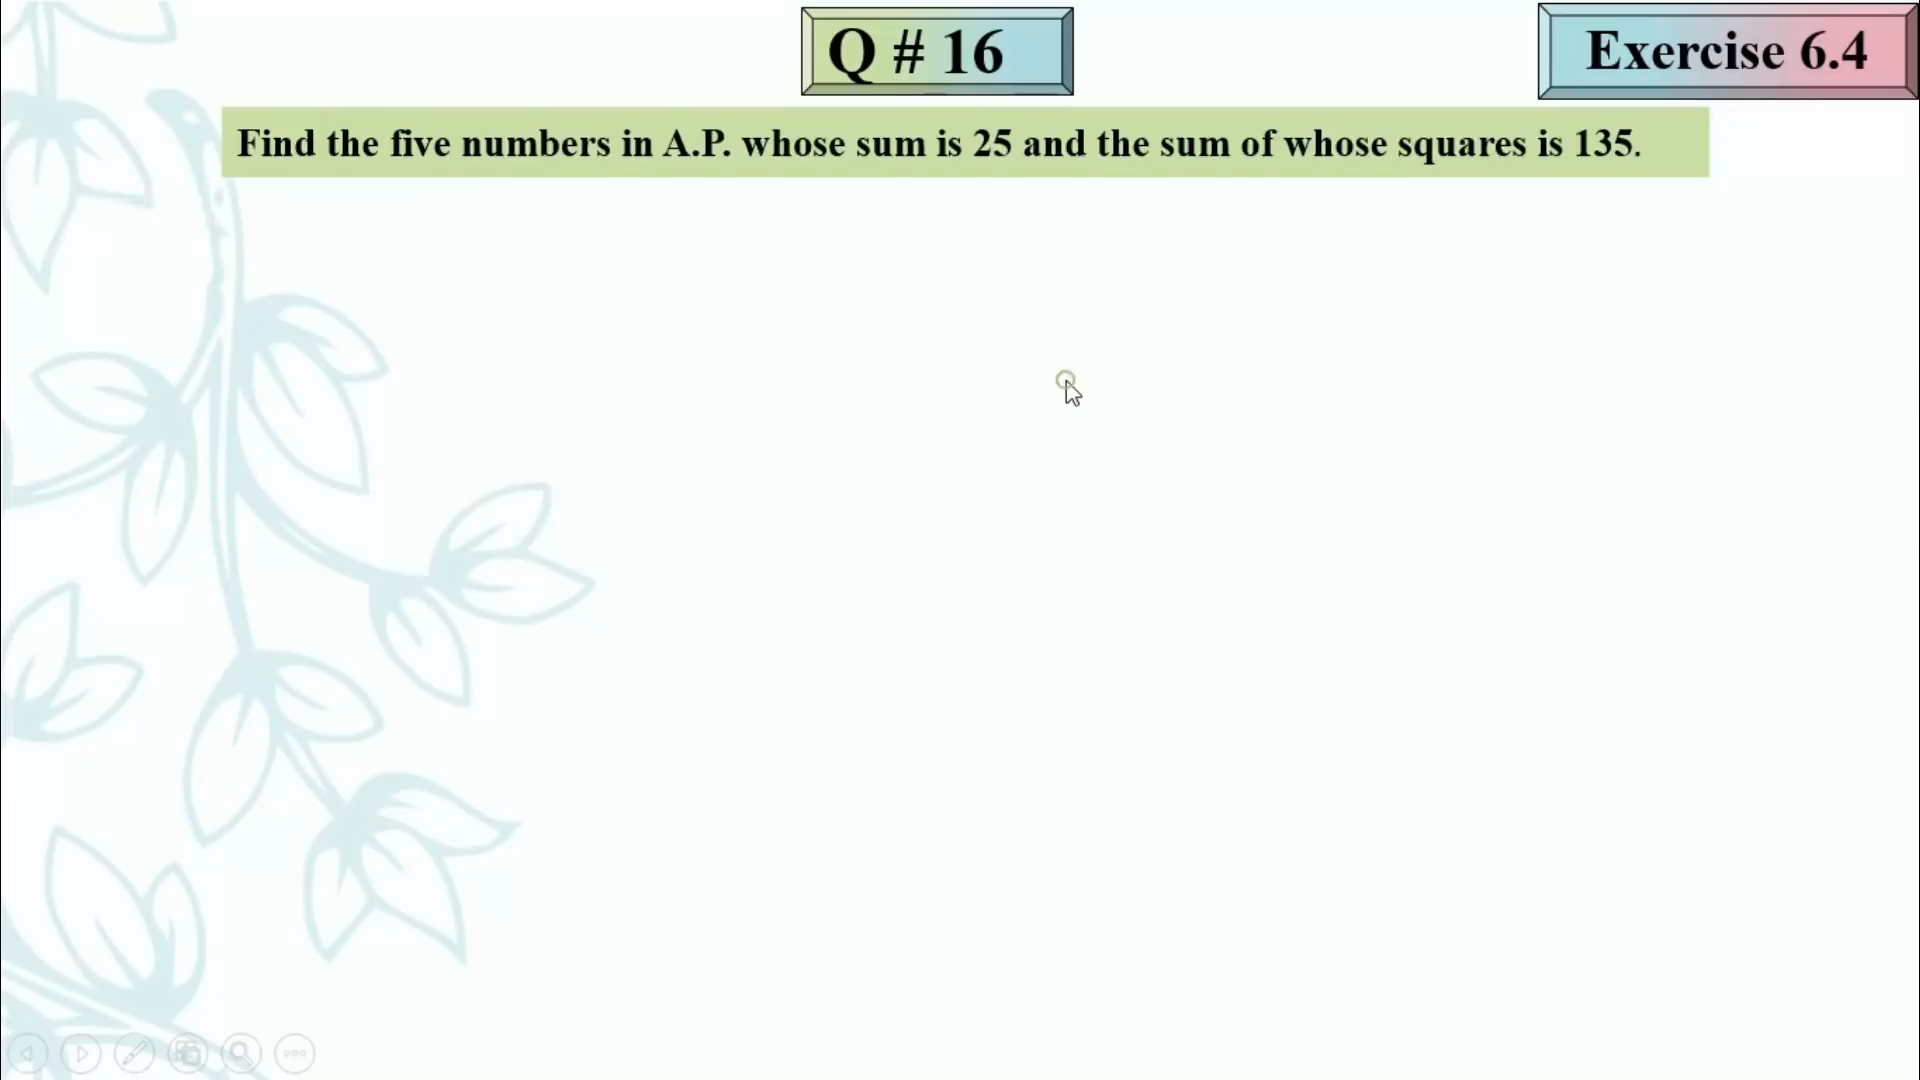 Q # 16
Exercise 6.4
Find the five numbers in A.P. whose sum is 25 and the sum of whose squares is 135.